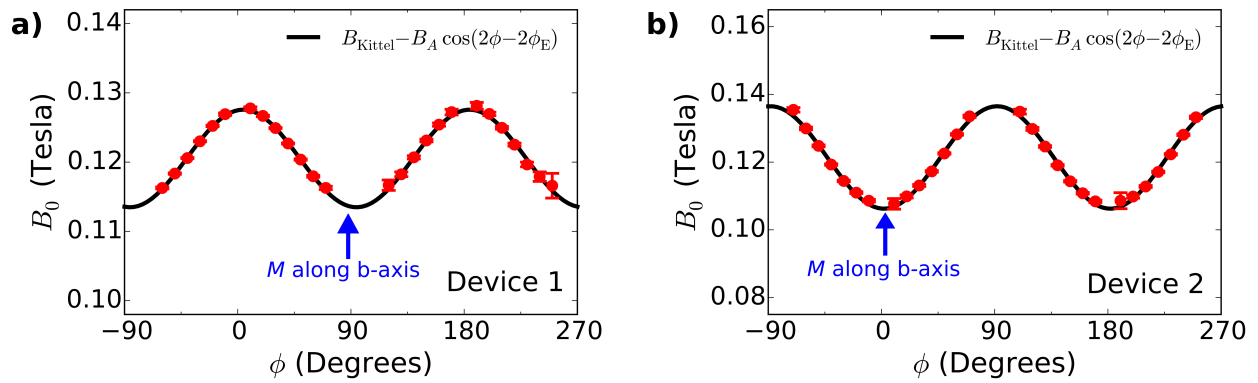 a)
B₀ (Tesla)
0.14
0.13
0.12
0.11
0.10
B_Kittel−B_A cos(2ϕ−2ϕ_E)
M along b-axis
Device 1
−90 0 90 180 270
ϕ (Degrees)
b)
B₀ (Tesla)
0.16
0.14
0.12
0.10
0.08
B_Kittel−B_A cos(2ϕ−2ϕ_E)
M along b-axis
Device 2
−90 0 90 180 270
ϕ (Degrees)